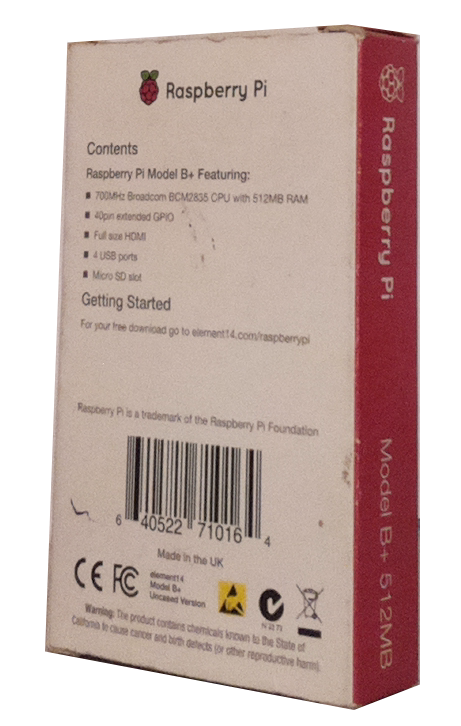 Raspberry Pi
Contents
Raspberry Pi Model B+ Featuring:
■ 700MHz Broadcom BCM2835 CPU with 512MB RAM
■ 40pin extended GPIO
■ Full size HDMI
■ 4 USB ports
■ Micro SD slot
Getting Started
For your free download go to element14.com/raspberrypi
Raspberry Pi is a trademark of the Raspberry Pi Foundation
6 40522 71016 4
Made in the UK
CE FC
element14
Model B+
Uncased Version
N 2273
Warning: The product contains chemicals known to the State of
California to cause cancer and both defects (or other reproductive harm).
Raspberry Pi
Model B+ 512MB